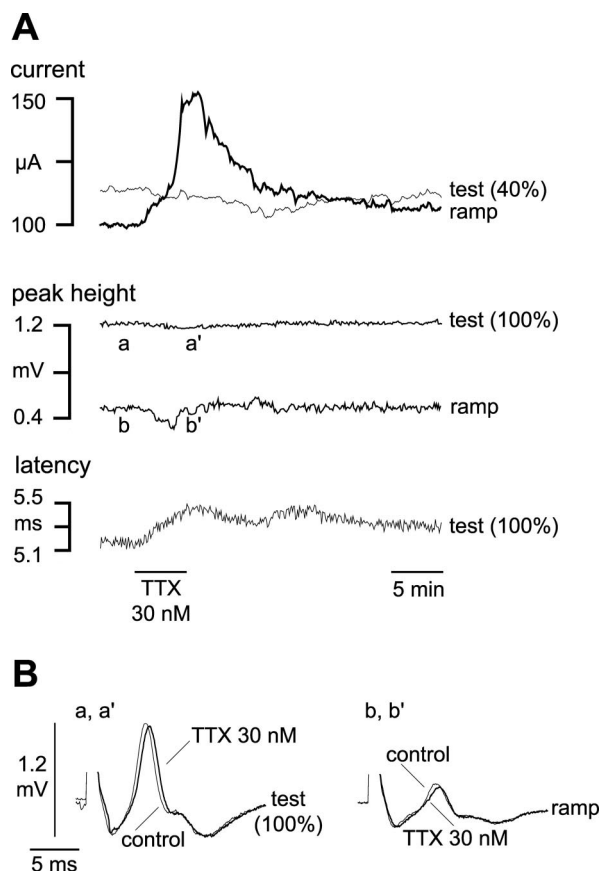 A
current
150
µA
100
test (40%)
ramp
peak height
1.2
mV
0.4
test (100%)
a a'
ramp
b b'
latency
5.5
ms
5.1
test (100%)
TTX
30 nM
5 min
B
a, a'
b, b'
TTX 30 nM
control
1.2
mV
test
(100%)
ramp
control
TTX 30 nM
5 ms